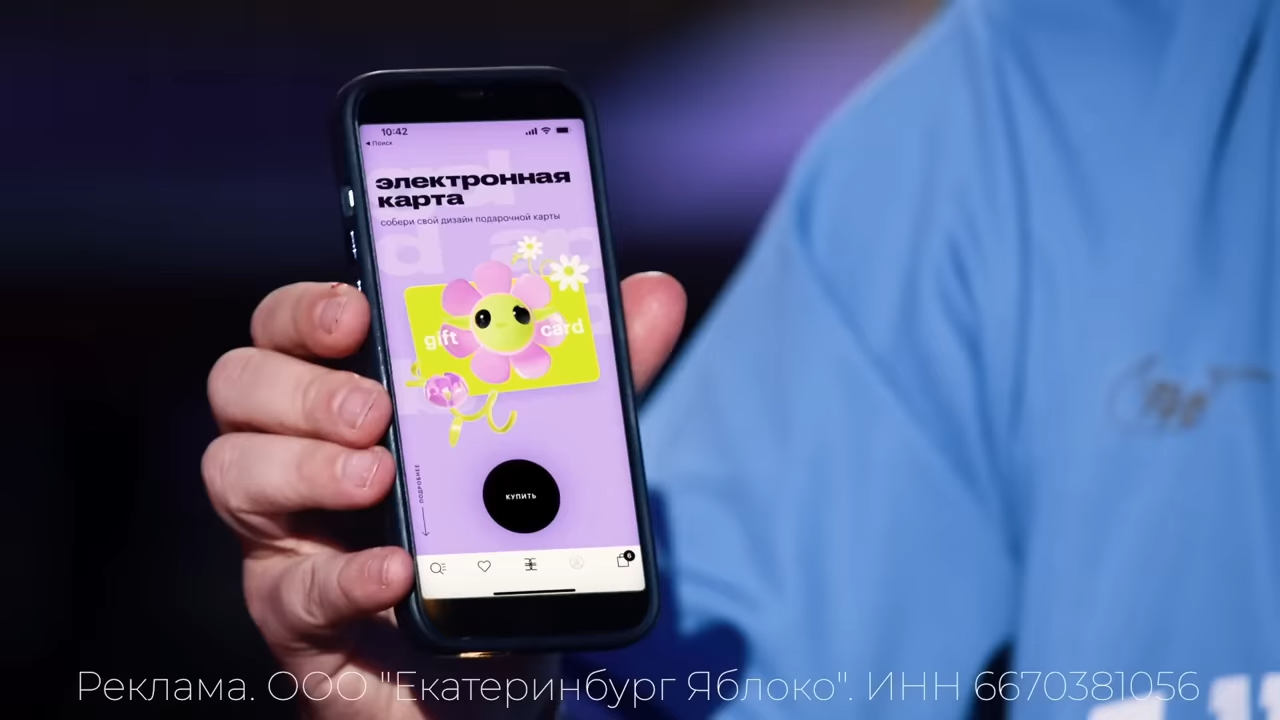 10:42
◀ Поиск
электронная
карта
собери свой дизайн подарочной карты
gift card
ПОДРОБНЕЕ
КУПИТЬ
6
Реклама. ООО "Екатеринбург Яблоко". ИНН 6670381056